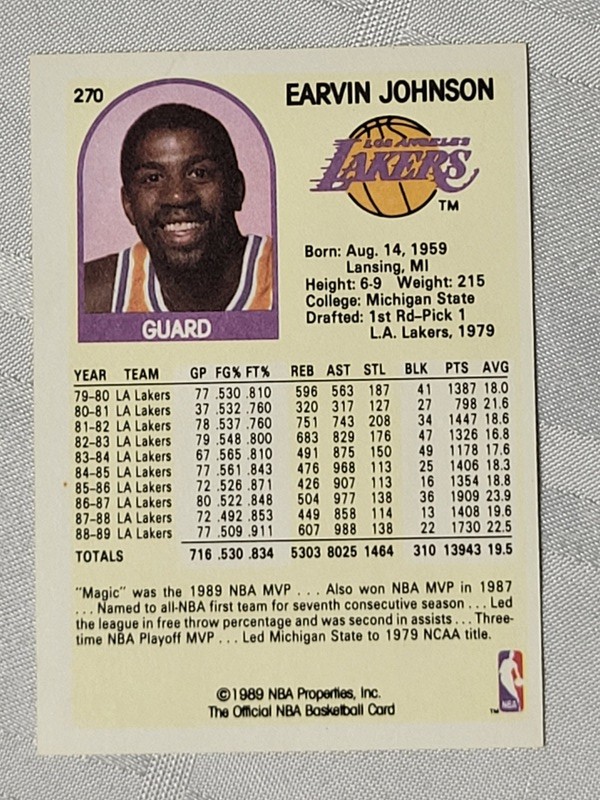 270
EARVIN JOHNSON
LOS ANGELES
LAKERS
TM
Born: Aug. 14, 1959
Lansing, MI
Height: 6-9 Weight: 215
College: Michigan State
Drafted: 1st Rd–Pick 1
L.A. Lakers, 1979
GUARD
YEAR TEAM GP FG% FT% REB AST STL BLK PTS AVG
79-80 LA Lakers 77 .530 .810 596 563 187 41 1387 18.0
80-81 LA Lakers 37 .532 .760 320 317 127 27 798 21.6
81-82 LA Lakers 78 .537 .760 751 743 208 34 1447 18.6
82-83 LA Lakers 79 .548 .800 683 829 176 47 1326 16.8
83-84 LA Lakers 67 .565 .810 491 875 150 49 1178 17.6
84-85 LA Lakers 77 .561 .843 476 968 113 25 1406 18.3
85-86 LA Lakers 72 .526 .871 426 907 113 16 1354 18.8
86-87 LA Lakers 80 .522 .848 504 977 138 36 1909 23.9
87-88 LA Lakers 72 .492 .853 449 858 114 13 1408 19.6
88-89 LA Lakers 77 .509 .911 607 988 138 22 1730 22.5
TOTALS 716 .530 .834 5303 8025 1464 310 13943 19.5
"Magic" was the 1989 NBA MVP . . . Also won NBA MVP in 1987
. . . Named to all-NBA first team for seventh consecutive season . . . Led
the league in free throw percentage and was second in assists . . . Three-
time NBA Playoff MVP . . . Led Michigan State to 1979 NCAA title.
©1989 NBA Properties, Inc.
The Official NBA Basketball Card
NBA
TM